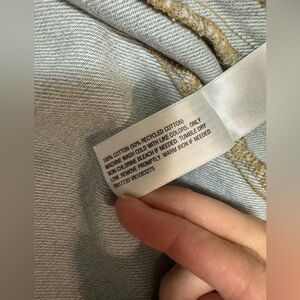 100% COTTON (50% RECYCLED COTTON)
MACHINE WASH COLD WITH LIKE COLORS. ONLY
NON-CHLORINE BLEACH IF NEEDED. TUMBLE DRY
LOW. REMOVE PROMPTLY. WARM IRON IF NEEDED.